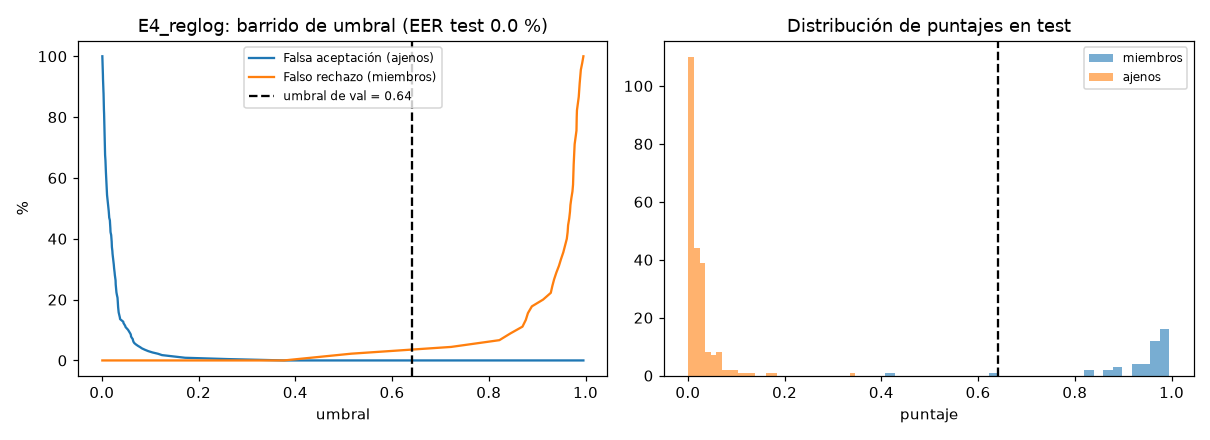 E4_reglog: barrido de umbral (EER test 0.0 %)
Falsa aceptación (ajenos)
Falso rechazo (miembros)
umbral de val = 0.64
100
80
60
40
20
0
%
0.0 0.2 0.4 0.6 0.8 1.0
umbral
Distribución de puntajes en test
miembros
ajenos
100
80
60
40
20
0
0.0 0.2 0.4 0.6 0.8 1.0
puntaje